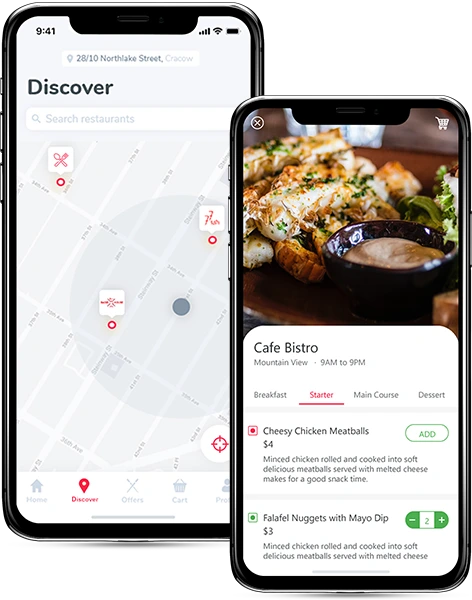 9:41
28/10 Northlake Street, Cracow
Discover
Search restaurants
Home
Discover
Offers
Cart
Cafe Bistro
Mountain View · 9AM to 9PM
Breakfast
Starter
Main Course
Dessert
Cheesy Chicken Meatballs
ADD
$4
Minced chicken rolled and cooked into soft
delicious meatballs served with melted cheese
makes for a good snack time.
Falafel Nuggets with Mayo Dip
− 2 +
$3
Minced chicken rolled and cooked into soft
delicious meatballs served with melted cheese